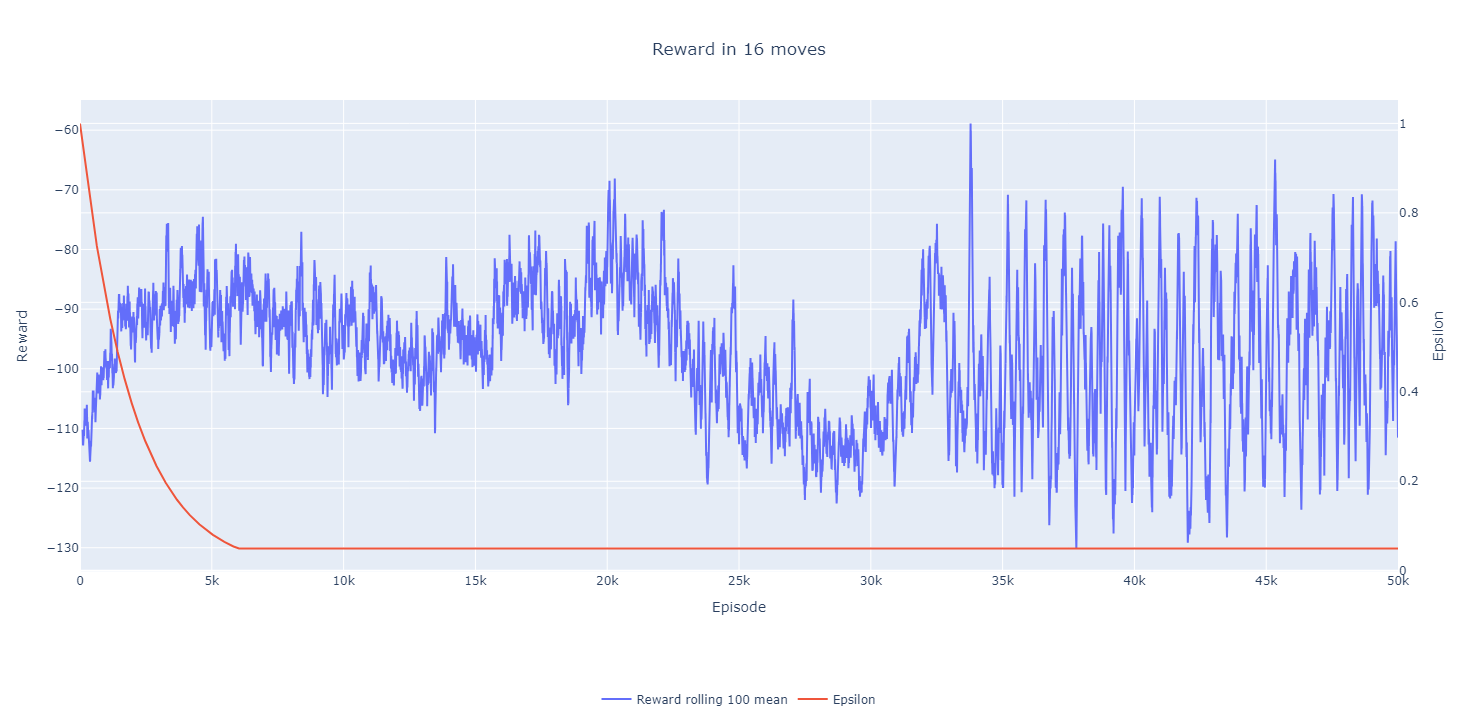 Reward in 16 moves
−60
−70
−80
−90
−100
−110
−120
−130
Reward
1
0.8
0.6
0.4
0.2
0
Epsilon
0 5k 10k 15k 20k 25k 30k 35k 40k 45k 50k
Episode
Reward rolling 100 mean Epsilon